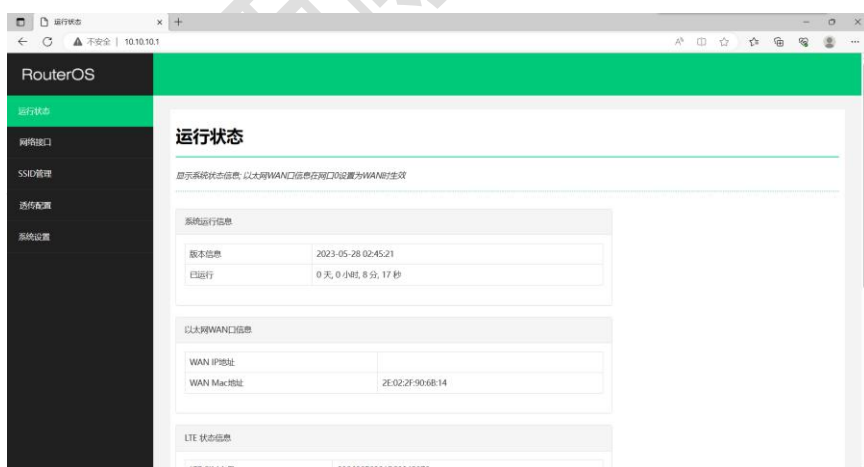 运行状态
不安全 | 10.10.10.1
RouterOS
运行状态
网络接口
SSID管理
透传配置
系统设置
运行状态
显示系统状态信息; 以太网WAN口信息在网口0设置为WAN时生效
系统运行信息
版本信息 2023-05-28 02:45:21
已运行 0 天, 0 小时, 8 分, 17 秒
以太网WAN口信息
WAN IP地址
WAN Mac地址 2E:02:2F:90:6B:14
LTE 状态信息